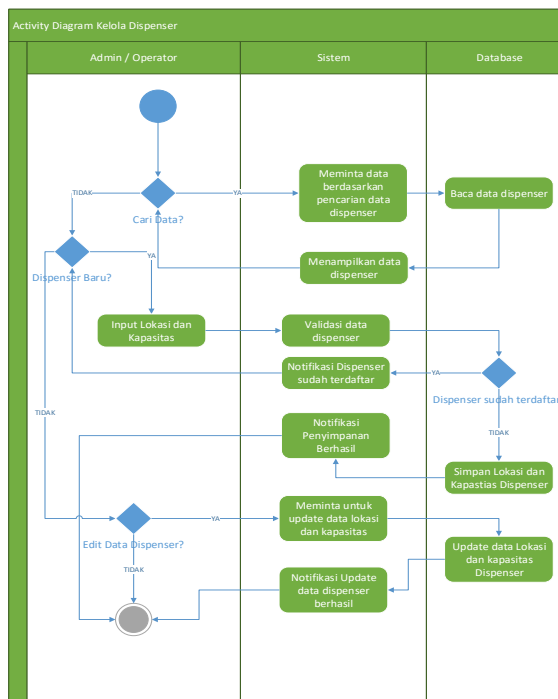 Activity Diagram Kelola Dispenser
Admin / Operator
Sistem
Database
TIDAK
YA
Meminta data
berdasarkan
pencarian data
dispenser
Baca data dispenser
Cari Data?
Menampilkan data
dispenser
Dispenser Baru?
YA
Input Lokasi dan
Kapasitas
Validasi data
dispenser
Notifikasi Dispenser
sudah terdaftar
YA
Dispenser sudah terdaftar
TIDAK
TIDAK
Notifikasi
Penyimpanan
Berhasil
Simpan Lokasi dan
Kapastias Dispenser
Meminta untuk
update data lokasi
dan kapasitas
YA
Edit Data Dispenser?
Update data Lokasi
dan kapasitas
Dispenser
TIDAK
Notifikasi Update
data dispenser
berhasil